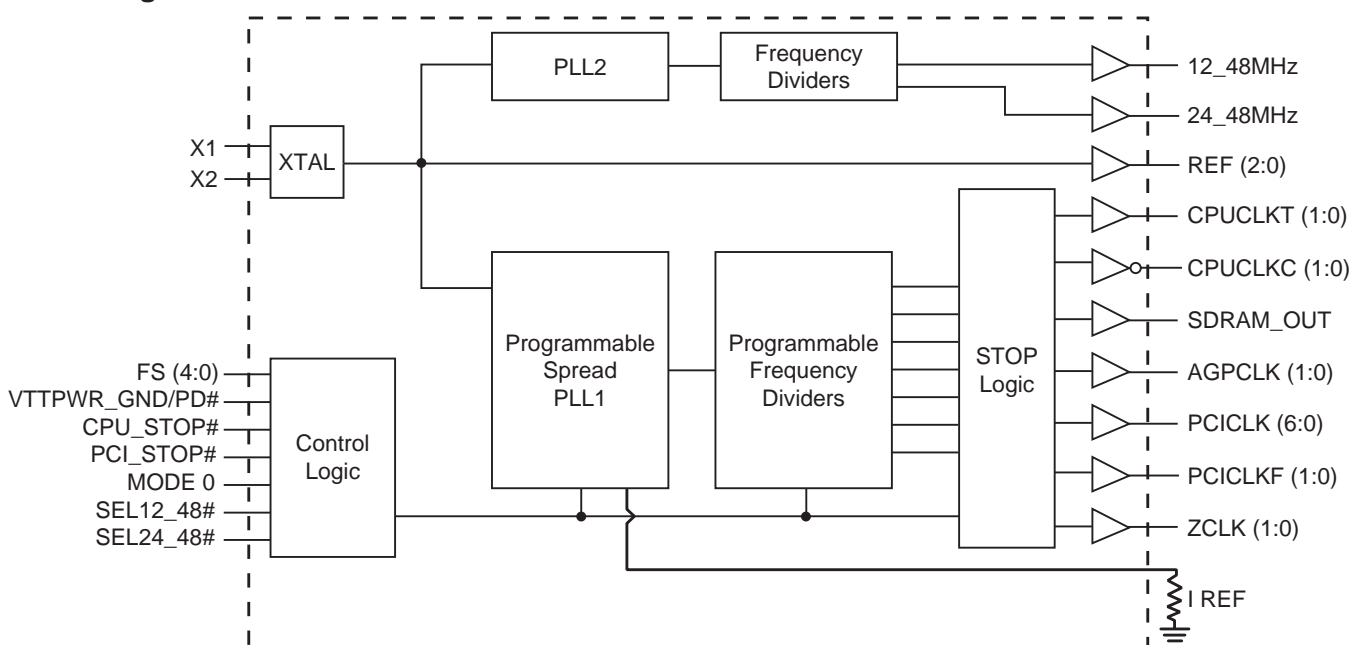 PLL2
Frequency
Dividers
12_48MHz
24_48MHz
X1
X2
XTAL
REF (2:0)
CPUCLKT (1:0)
CPUCLKC (1:0)
SDRAM_OUT
AGPCLK (1:0)
PCICLK (6:0)
PCICLKF (1:0)
ZCLK (1:0)
Programmable
Spread
PLL1
Programmable
Frequency
Dividers
STOP
Logic
FS (4:0)
VTTPWR_GND/PD#
CPU_STOP#
PCI_STOP#
MODE 0
SEL12_48#
SEL24_48#
Control
Logic
I REF